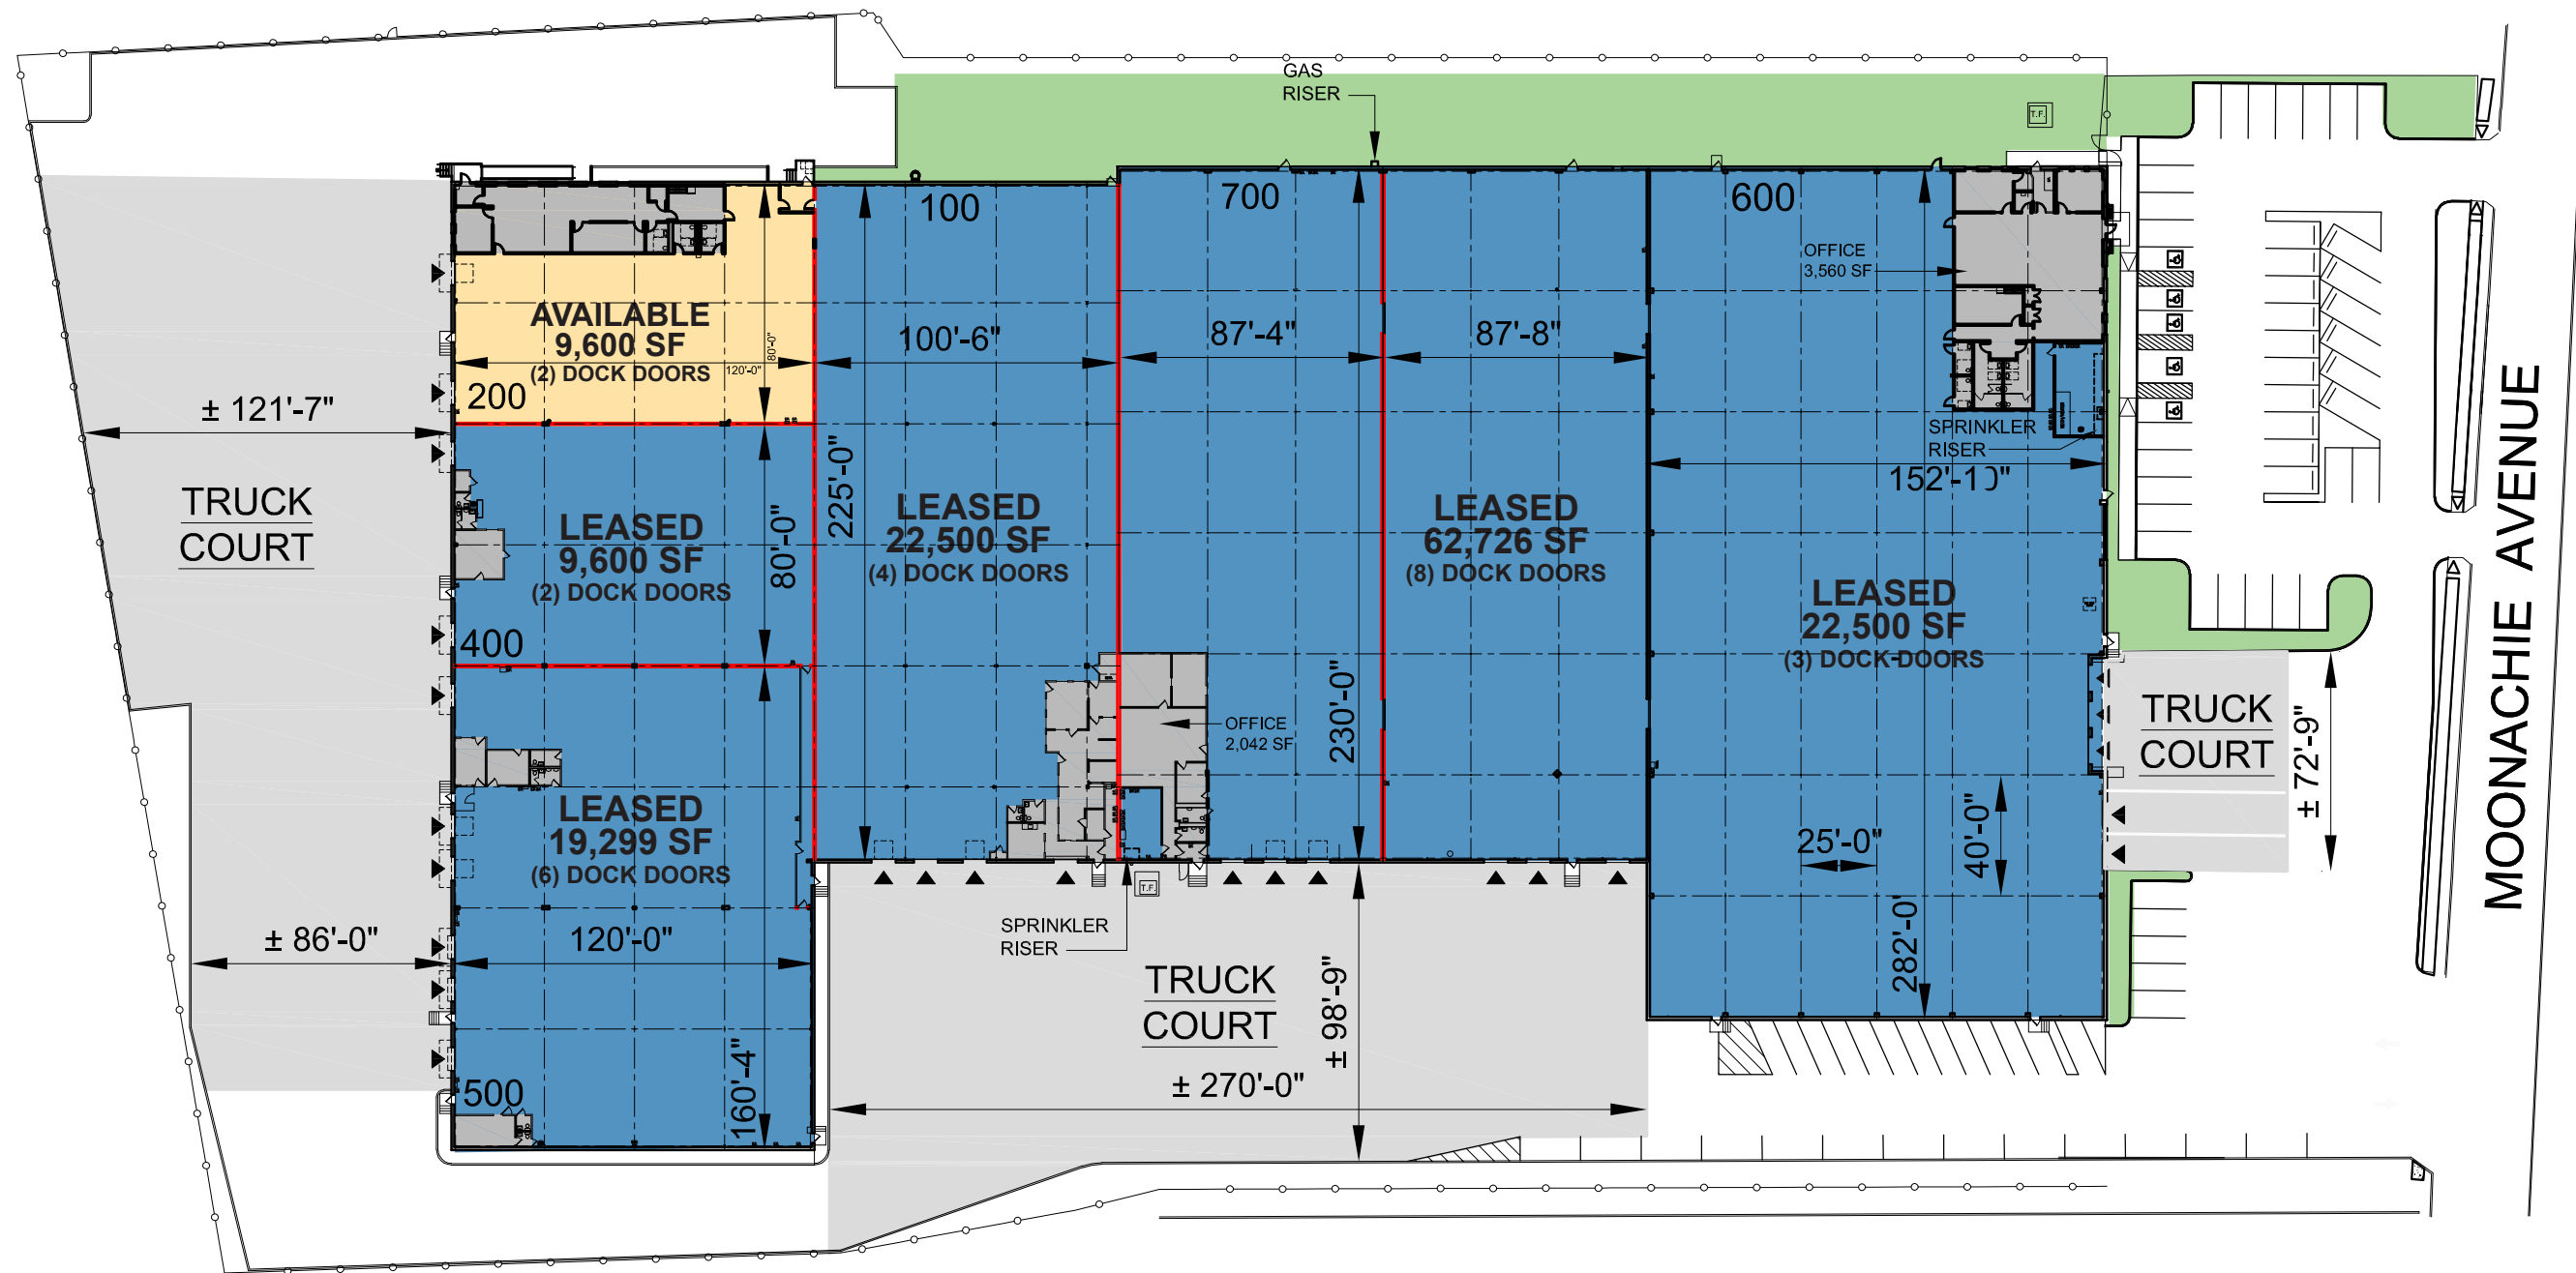 GAS
RISER
T.F.
100
700
600
OFFICE
3,560 SF
AVAILABLE
9,600 SF
(2) DOCK DOORS
80'-0"
120'-0"
200
100'-6"
87'-4"
87'-8"
± 121'-7"
TRUCK
COURT
SPRINKLER
RISER
225'-0"
LEASED
9,600 SF
(2) DOCK DOORS
80'-0"
400
LEASED
22,500 SF
(4) DOCK DOORS
LEASED
62,726 SF
(8) DOCK DOORS
LEASED
22,500 SF
(3) DOCK DOORS
MOONACHIE AVENUE
230'-0"
OFFICE
2,042 SF
TRUCK
COURT
± 72'-9"
LEASED
19,299 SF
(6) DOCK DOORS
25'-0"
40'-0"
T.F.
SPRINKLER
RISER
± 86'-0"
120'-0"
282'-0"
TRUCK
COURT
± 98'-9"
± 270'-0"
160'-4"
500